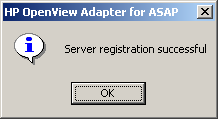 HP OpenView Adapter for ASAP
Server registration successful
OK